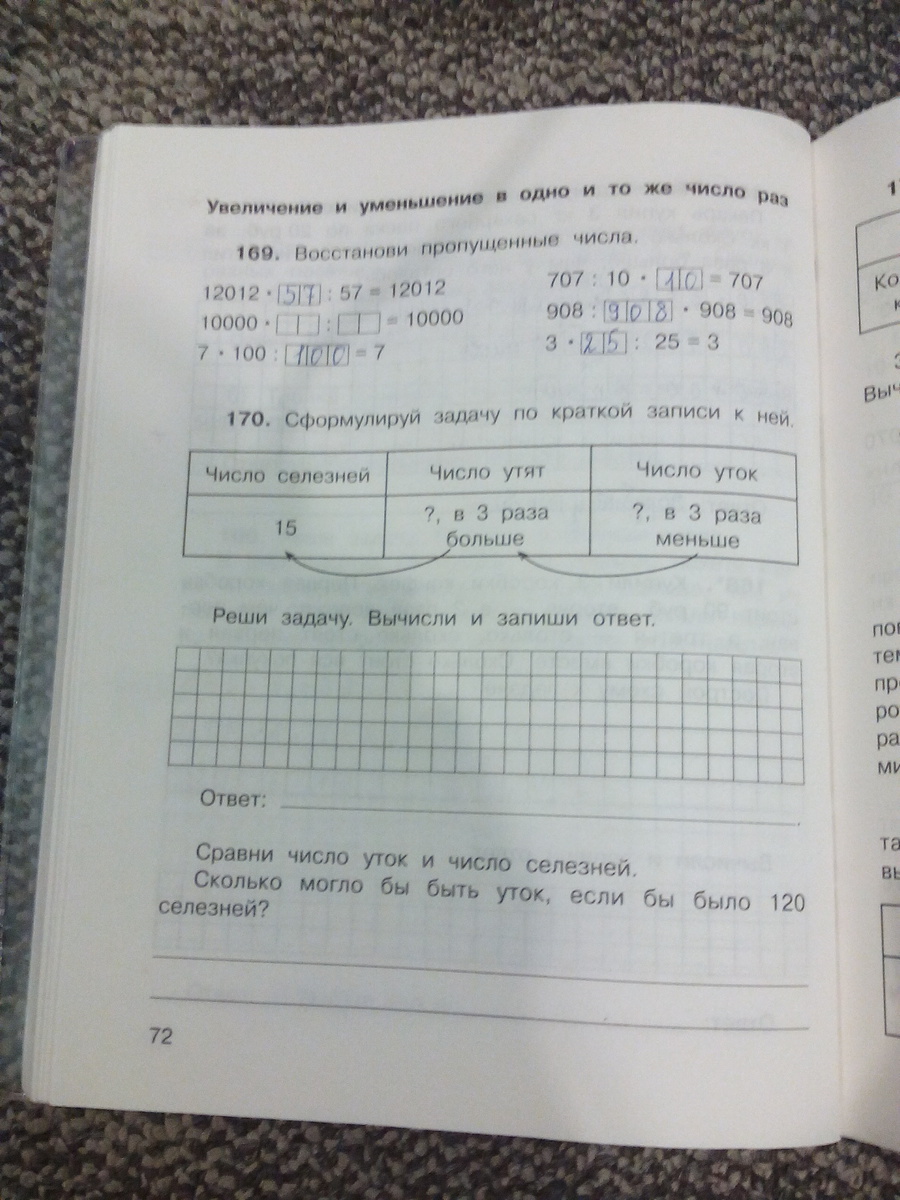 Увеличение и уменьшение в одно и то же число раз
169. Восстанови пропущенные числа.
12012 · 57 : 57 = 12012
707 : 10 · 10 = 707
10000 · : = 10000
908 : 908 · 908 = 908
7 · 100 : 100 = 7
3 · 25 : 25 = 3
170. Сформулируй задачу по краткой записи к ней.
Число селезней Число утят Число уток
15 ?, в 3 раза больше ?, в 3 раза меньше
Реши задачу. Вычисли и запиши ответ.
Ответ:
Сравни число уток и число селезней.
Сколько могло бы быть уток, если бы было 120
селезней?
72